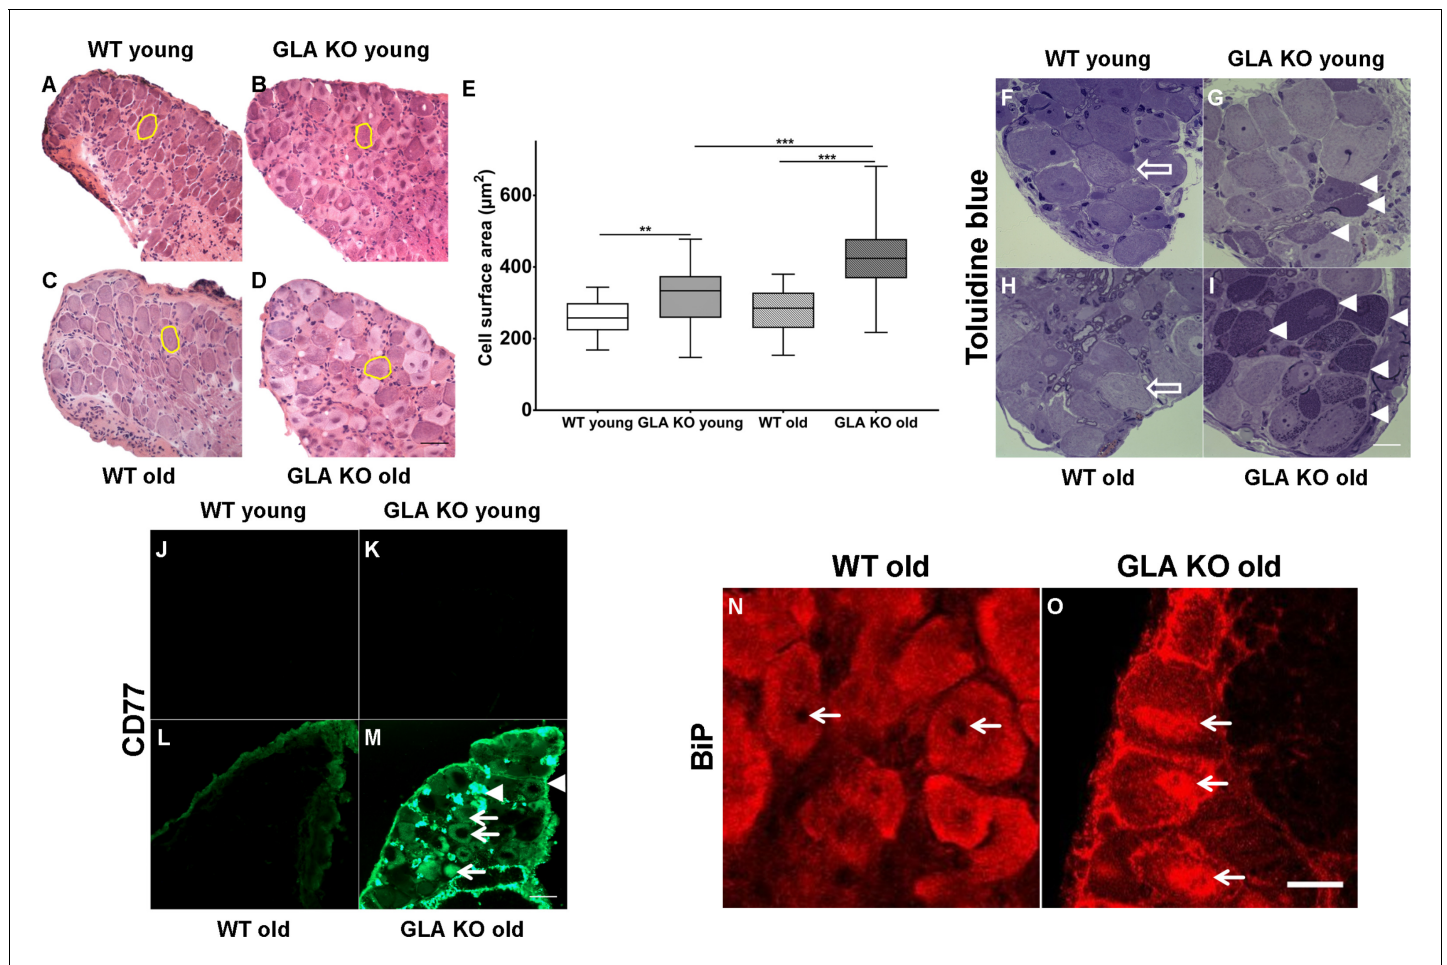 WT young
GLA KO young
A
B
C
D
WT old
GLA KO old
E
Cell surface area (µm²)
600
400
200
0
**
***
***
WT young
GLA KO young
WT old
GLA KO old
WT young
GLA KO young
Toluidine blue
F
G
H
I
WT old
GLA KO old
WT young
GLA KO young
CD77
J
K
L
M
WT old
GLA KO old
WT old
GLA KO old
BiP
N
O